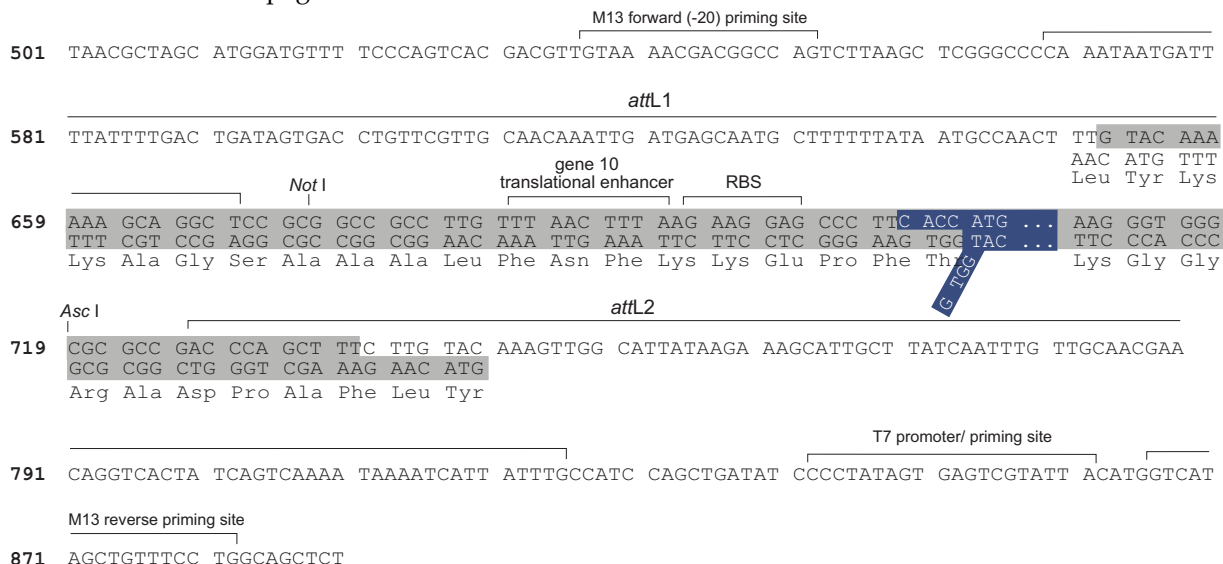 M13 forward (-20) priming site
501 TAACGCTAGC ATGGATGTTT TCCCAGTCAC GACGTTGTAA AACGACGGCC AGTCTTAAGC TCGGGCCCCA AATAATGATT
attL1
581 TTATTTTGAC TGATAGTGAC CTGTTCGTTG CAACAAATTG ATGAGCAATG CTTTTTTATA ATGCCAACT TTG TAC AAA
AAC ATG TTT
Leu Tyr Lys
Not I
gene 10
translational enhancer
RBS
659 AAA GCA GGC TCC GCG GCC GCC TTG TTT AAC TTT AAG AAG GAG CCC TTC ACC ATG ... AAG GGT GGG
TTT CGT CCG AGG CGC CGG CGG AAC AAA TTG AAA TTC TTC CTC GGG AAG TGG TAC ... TTC CCA CCC
Lys Ala Gly Ser Ala Ala Ala Leu Phe Asn Phe Lys Lys Glu Pro Phe Thr Lys Gly Gly
G TGG
Asc I
attL2
719 CGC GCC GAC CCA GCT TTC TTG TAC AAAGTTGG CATTATAAGA AAGCATTGCT TATCAATTTG TTGCAACGAA
GCG CGG CTG GGT CGA AAG AAC ATG
Arg Ala Asp Pro Ala Phe Leu Tyr
T7 promoter/ priming site
791 CAGGTCACTA TCAGTCAAAA TAAAATCATT ATTTGCCATC CAGCTGATAT CCCCTATAGT GAGTCGTATTA CATGGTCAT
M13 reverse priming site
871 AGCTGTTTCC TGGCAGCTCT